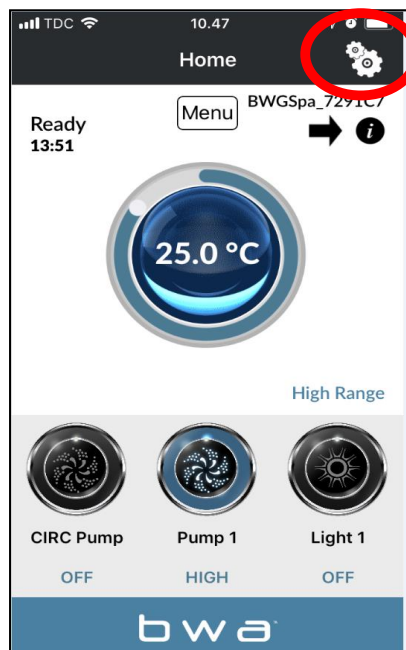 TDC 10.47
Home
Menu BWGSpa_7291C7
Ready
13:51
i
25.0 °C
High Range
CIRC Pump Pump 1 Light 1
OFF HIGH OFF
bwa